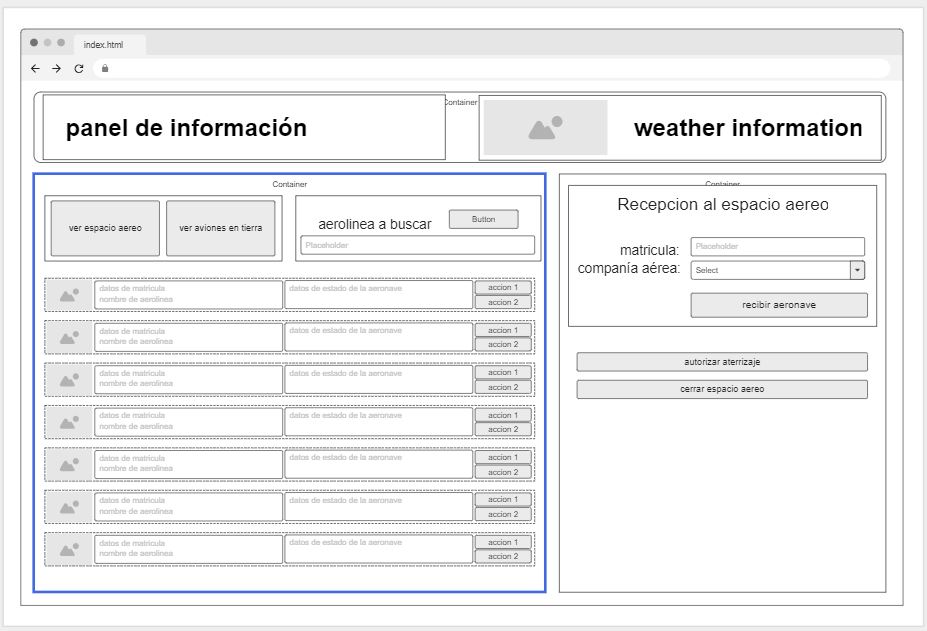 index.html
Container
panel de información
weather information
Container
ver espacio aereo
ver aviones en tierra
aerolinea a buscar
Button
Placeholder
datos de matricula
nombre de aerolinea
datos de estado de la aeronave
accion 1
accion 2
datos de matricula
nombre de aerolinea
datos de estado de la aeronave
accion 1
accion 2
datos de matricula
nombre de aerolinea
datos de estado de la aeronave
accion 1
accion 2
datos de matricula
nombre de aerolinea
datos de estado de la aeronave
accion 1
accion 2
datos de matricula
nombre de aerolinea
datos de estado de la aeronave
accion 1
accion 2
datos de matricula
nombre de aerolinea
datos de estado de la aeronave
accion 1
accion 2
datos de matricula
nombre de aerolinea
datos de estado de la aeronave
accion 1
accion 2
Container
Recepcion al espacio aereo
matricula:
Placeholder
compañía aérea:
Select
recibir aeronave
autorizar aterrizaje
cerrar espacio aereo